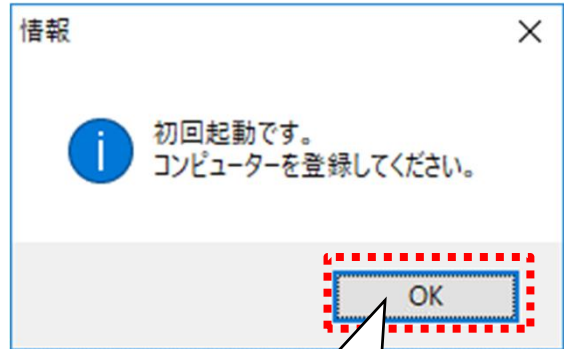 情報
初回起動です。
コンピューターを登録してください。
OK